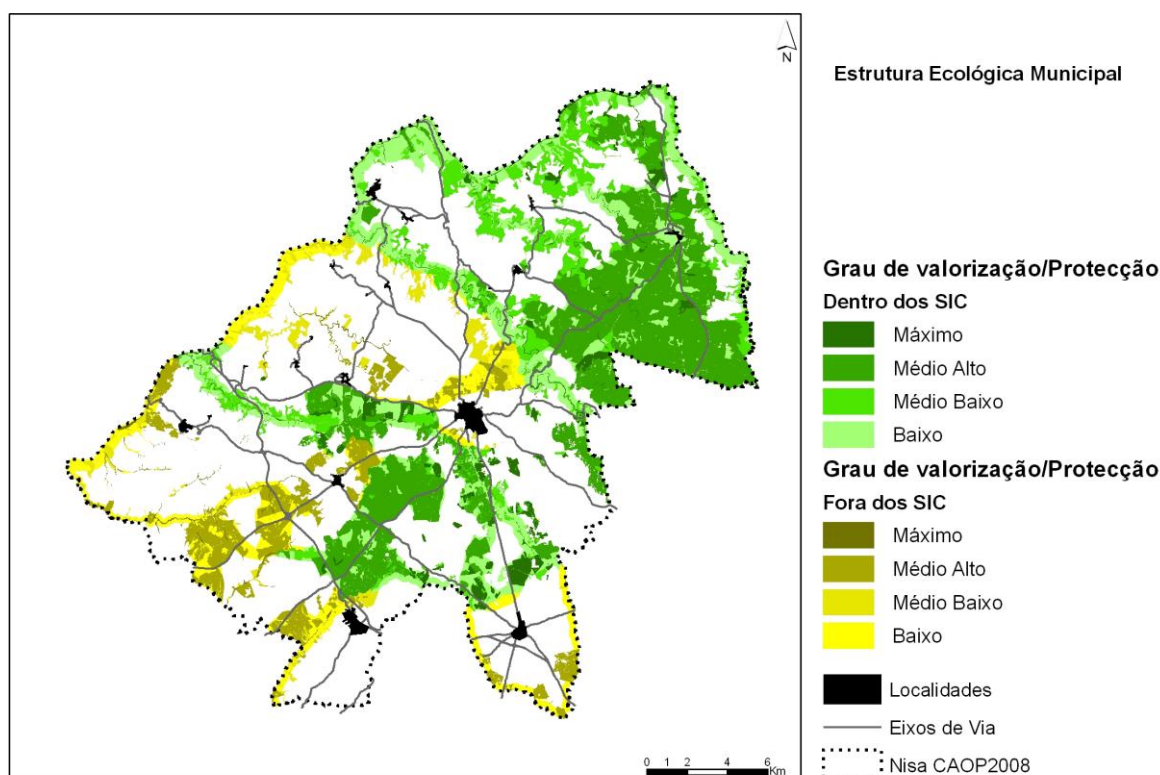 N
Estrutura Ecológica Municipal
Grau de valorização/Protecção
Dentro dos SIC
Máximo
Médio Alto
Médio Baixo
Baixo
Grau de valorização/Protecção
Fora dos SIC
Máximo
Médio Alto
Médio Baixo
Baixo
Localidades
Eixos de Via
Nisa CAOP2008
0 2 4 6
Km